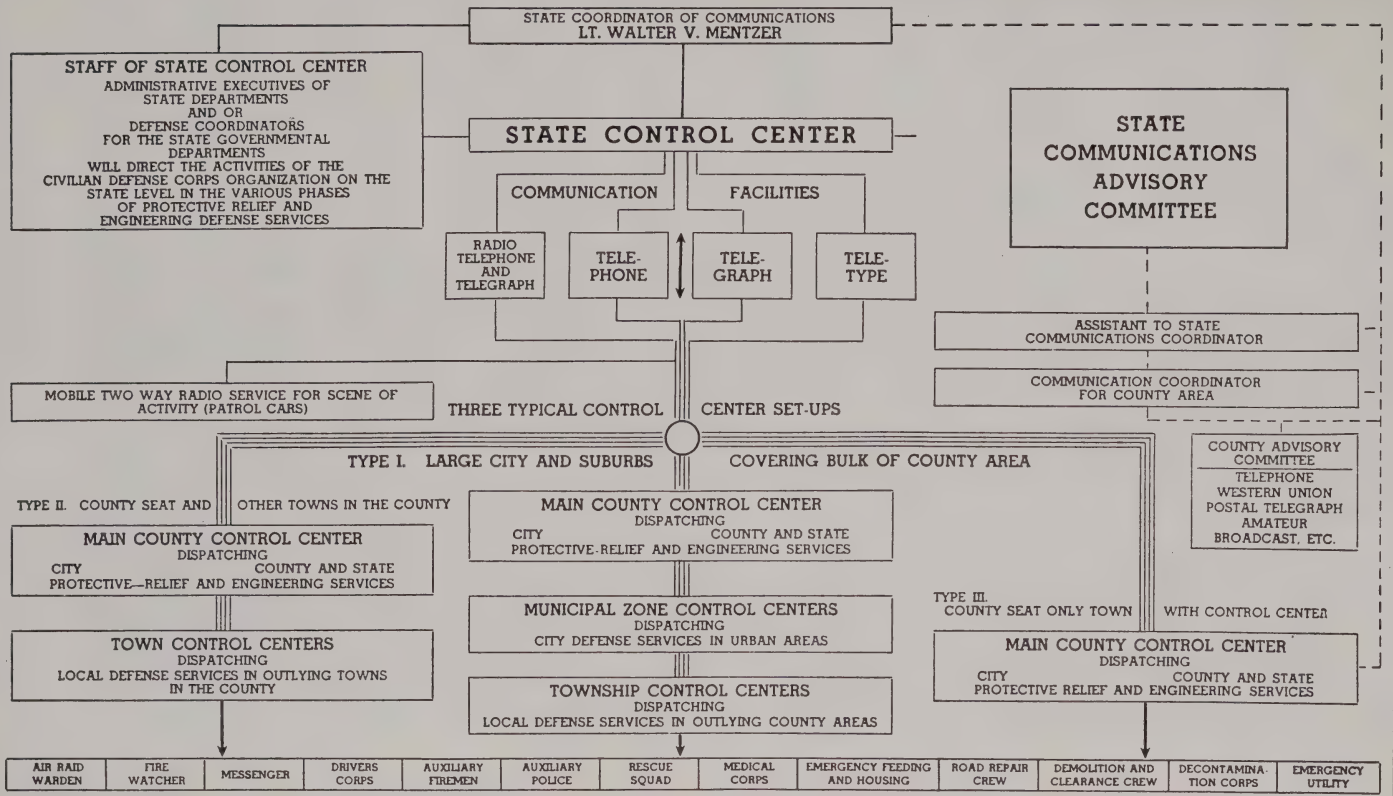 STATE COORDINATOR OF COMMUNICATIONS
LT. WALTER V. MENTZER
STAFF OF STATE CONTROL CENTER
ADMINISTRATIVE EXECUTIVES OF
STATE DEPARTMENTS
AND OR
DEFENSE COORDINATORS
FOR THE STATE GOVERNMENTAL
DEPARTMENTS
WILL DIRECT THE ACTIVITIES OF THE
CIVILIAN DEFENSE CORPS ORGANIZATION ON THE
STATE LEVEL IN THE VARIOUS PHASES
OF PROTECTIVE RELIEF AND
ENGINEERING DEFENSE SERVICES
STATE CONTROL CENTER
STATE
COMMUNICATIONS
ADVISORY
COMMITTEE
COMMUNICATION FACILITIES
RADIO
TELEPHONE
AND
TELEGRAPH
TELE-
PHONE
TELE-
GRAPH
TELE-
TYPE
ASSISTANT TO STATE
COMMUNICATIONS COORDINATOR
COMMUNICATION COORDINATOR
FOR COUNTY AREA
MOBILE TWO WAY RADIO SERVICE FOR SCENE OF
ACTIVITY (PATROL CARS)
THREE TYPICAL CONTROL CENTER SET-UPS
COUNTY ADVISORY
COMMITTEE
TELEPHONE
WESTERN UNION
POSTAL TELEGRAPH
AMATEUR
BROADCAST, ETC.
TYPE I. LARGE CITY AND SUBURBS COVERING BULK OF COUNTY AREA
TYPE II. COUNTY SEAT AND OTHER TOWNS IN THE COUNTY
MAIN COUNTY CONTROL CENTER
DISPATCHING
CITY COUNTY AND STATE
PROTECTIVE—RELIEF AND ENGINEERING SERVICES
TOWN CONTROL CENTERS
DISPATCHING
LOCAL DEFENSE SERVICES IN OUTLYING TOWNS
IN THE COUNTY
MAIN COUNTY CONTROL CENTER
DISPATCHING
CITY COUNTY AND STATE
PROTECTIVE-RELIEF AND ENGINEERING SERVICES
MUNICIPAL ZONE CONTROL CENTERS
DISPATCHING
CITY DEFENSE SERVICES IN URBAN AREAS
TOWNSHIP CONTROL CENTERS
DISPATCHING
LOCAL DEFENSE SERVICES IN OUTLYING COUNTY AREAS
TYPE III.
COUNTY SEAT ONLY TOWN WITH CONTROL CENTER
MAIN COUNTY CONTROL CENTER
DISPATCHING
CITY COUNTY AND STATE
PROTECTIVE RELIEF AND ENGINEERING SERVICES
AIR RAID
WARDEN
FIRE
WATCHER
MESSENGER
DRIVERS
CORPS
AUXILIARY
FIREMEN
AUXILIARY
POLICE
RESCUE
SQUAD
MEDICAL
CORPS
EMERGENCY FEEDING
AND HOUSING
ROAD REPAIR
CREW
DEMOLITION AND
CLEARANCE CREW
DECONTAMINA-
TION CORPS
EMERGENCY
UTILITY